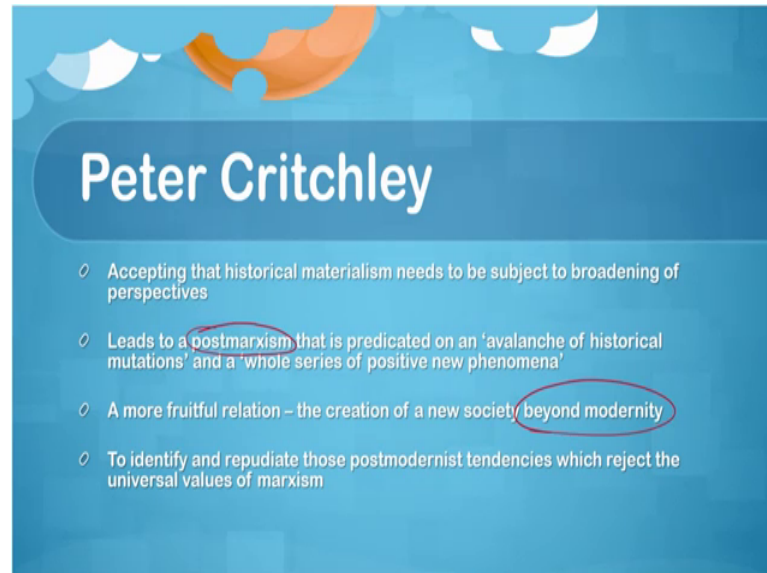 Peter Critchley
Accepting that historical materialism needs to be subject to broadening of
perspectives
Leads to a postmarxism that is predicated on an ‘avalanche of historical
mutations’ and a ‘whole series of positive new phenomena’
A more fruitful relation – the creation of a new society beyond modernity
To identify and repudiate those postmodernist tendencies which reject the
universal values of marxism